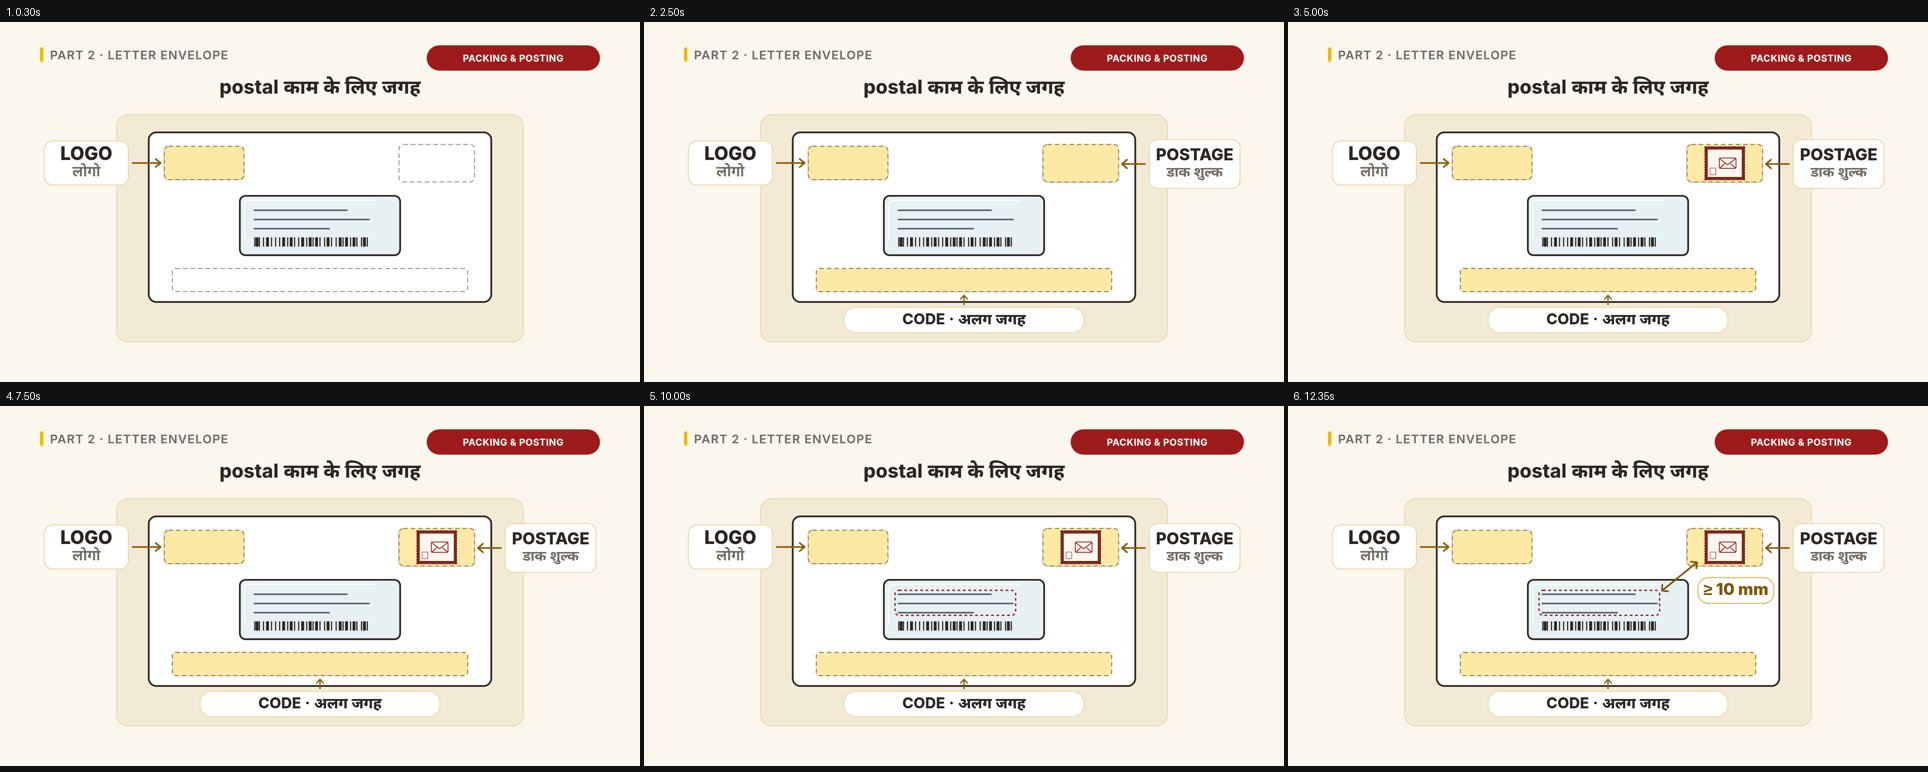 1. 0.30s
PART 2 · LETTER ENVELOPE
PACKING & POSTING
postal काम के लिए जगह
LOGO
लोगो
2. 2.50s
PART 2 · LETTER ENVELOPE
PACKING & POSTING
postal काम के लिए जगह
LOGO
लोगो
POSTAGE
डाक शुल्क
CODE · अलग जगह
3. 5.00s
PART 2 · LETTER ENVELOPE
PACKING & POSTING
postal काम के लिए जगह
LOGO
लोगो
POSTAGE
डाक शुल्क
CODE · अलग जगह
4. 7.50s
PART 2 · LETTER ENVELOPE
PACKING & POSTING
postal काम के लिए जगह
LOGO
लोगो
POSTAGE
डाक शुल्क
CODE · अलग जगह
5. 10.00s
PART 2 · LETTER ENVELOPE
PACKING & POSTING
postal काम के लिए जगह
LOGO
लोगो
POSTAGE
डाक शुल्क
CODE · अलग जगह
6. 12.35s
PART 2 · LETTER ENVELOPE
PACKING & POSTING
postal काम के लिए जगह
LOGO
लोगो
POSTAGE
डाक शुल्क
≥ 10 mm
CODE · अलग जगह